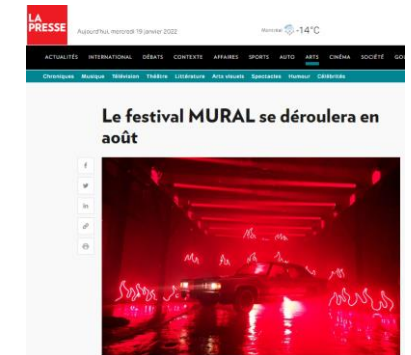 LA
PRESSE
Aujourd'hui, mercredi 19 janvier 2022
Montréal -14°C
ACTUALITÉS INTERNATIONAL DÉBATS CONTEXTE AFFAIRES SPORTS AUTO ARTS CINÉMA SOCIÉTÉ
Chroniques Musique Télévision Théâtre Littérature Arts visuels Spectacles Humour Célébrités
Le festival MURAL se déroulera en
août
f
in